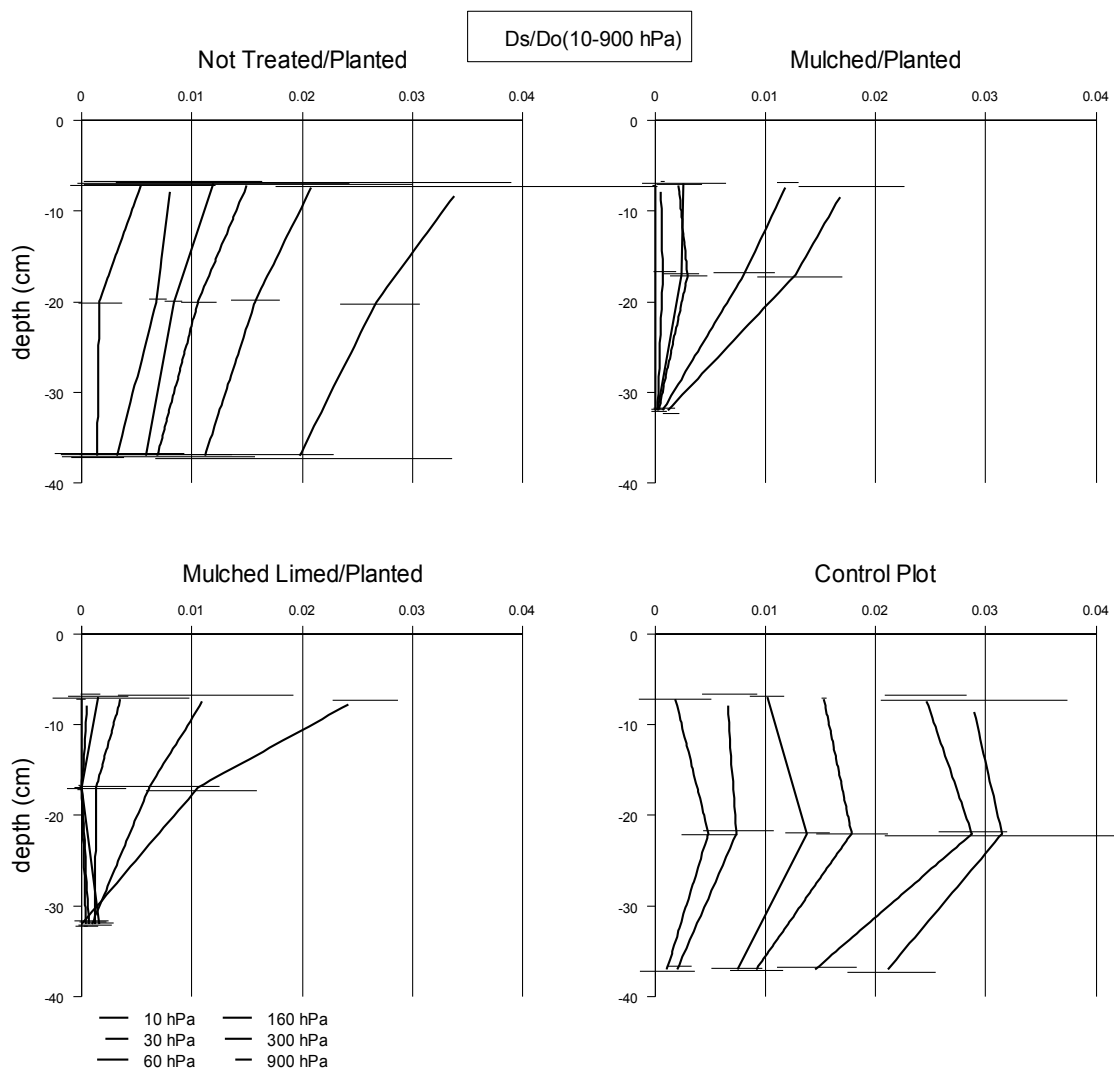 Ds/Do(10-900 hPa)
Not Treated/Planted
Mulched/Planted
0 0.01 0.02 0.03 0.04
0 0.01 0.02 0.03 0.04
0
-10
-20
-30
-40
depth (cm)
0
-10
-20
-30
-40
Mulched Limed/Planted
Control Plot
0 0.01 0.02 0.03 0.04
0 0.01 0.02 0.03 0.04
0
-10
-20
-30
-40
depth (cm)
0
-10
-20
-30
-40
10 hPa 160 hPa
30 hPa 300 hPa
60 hPa 900 hPa